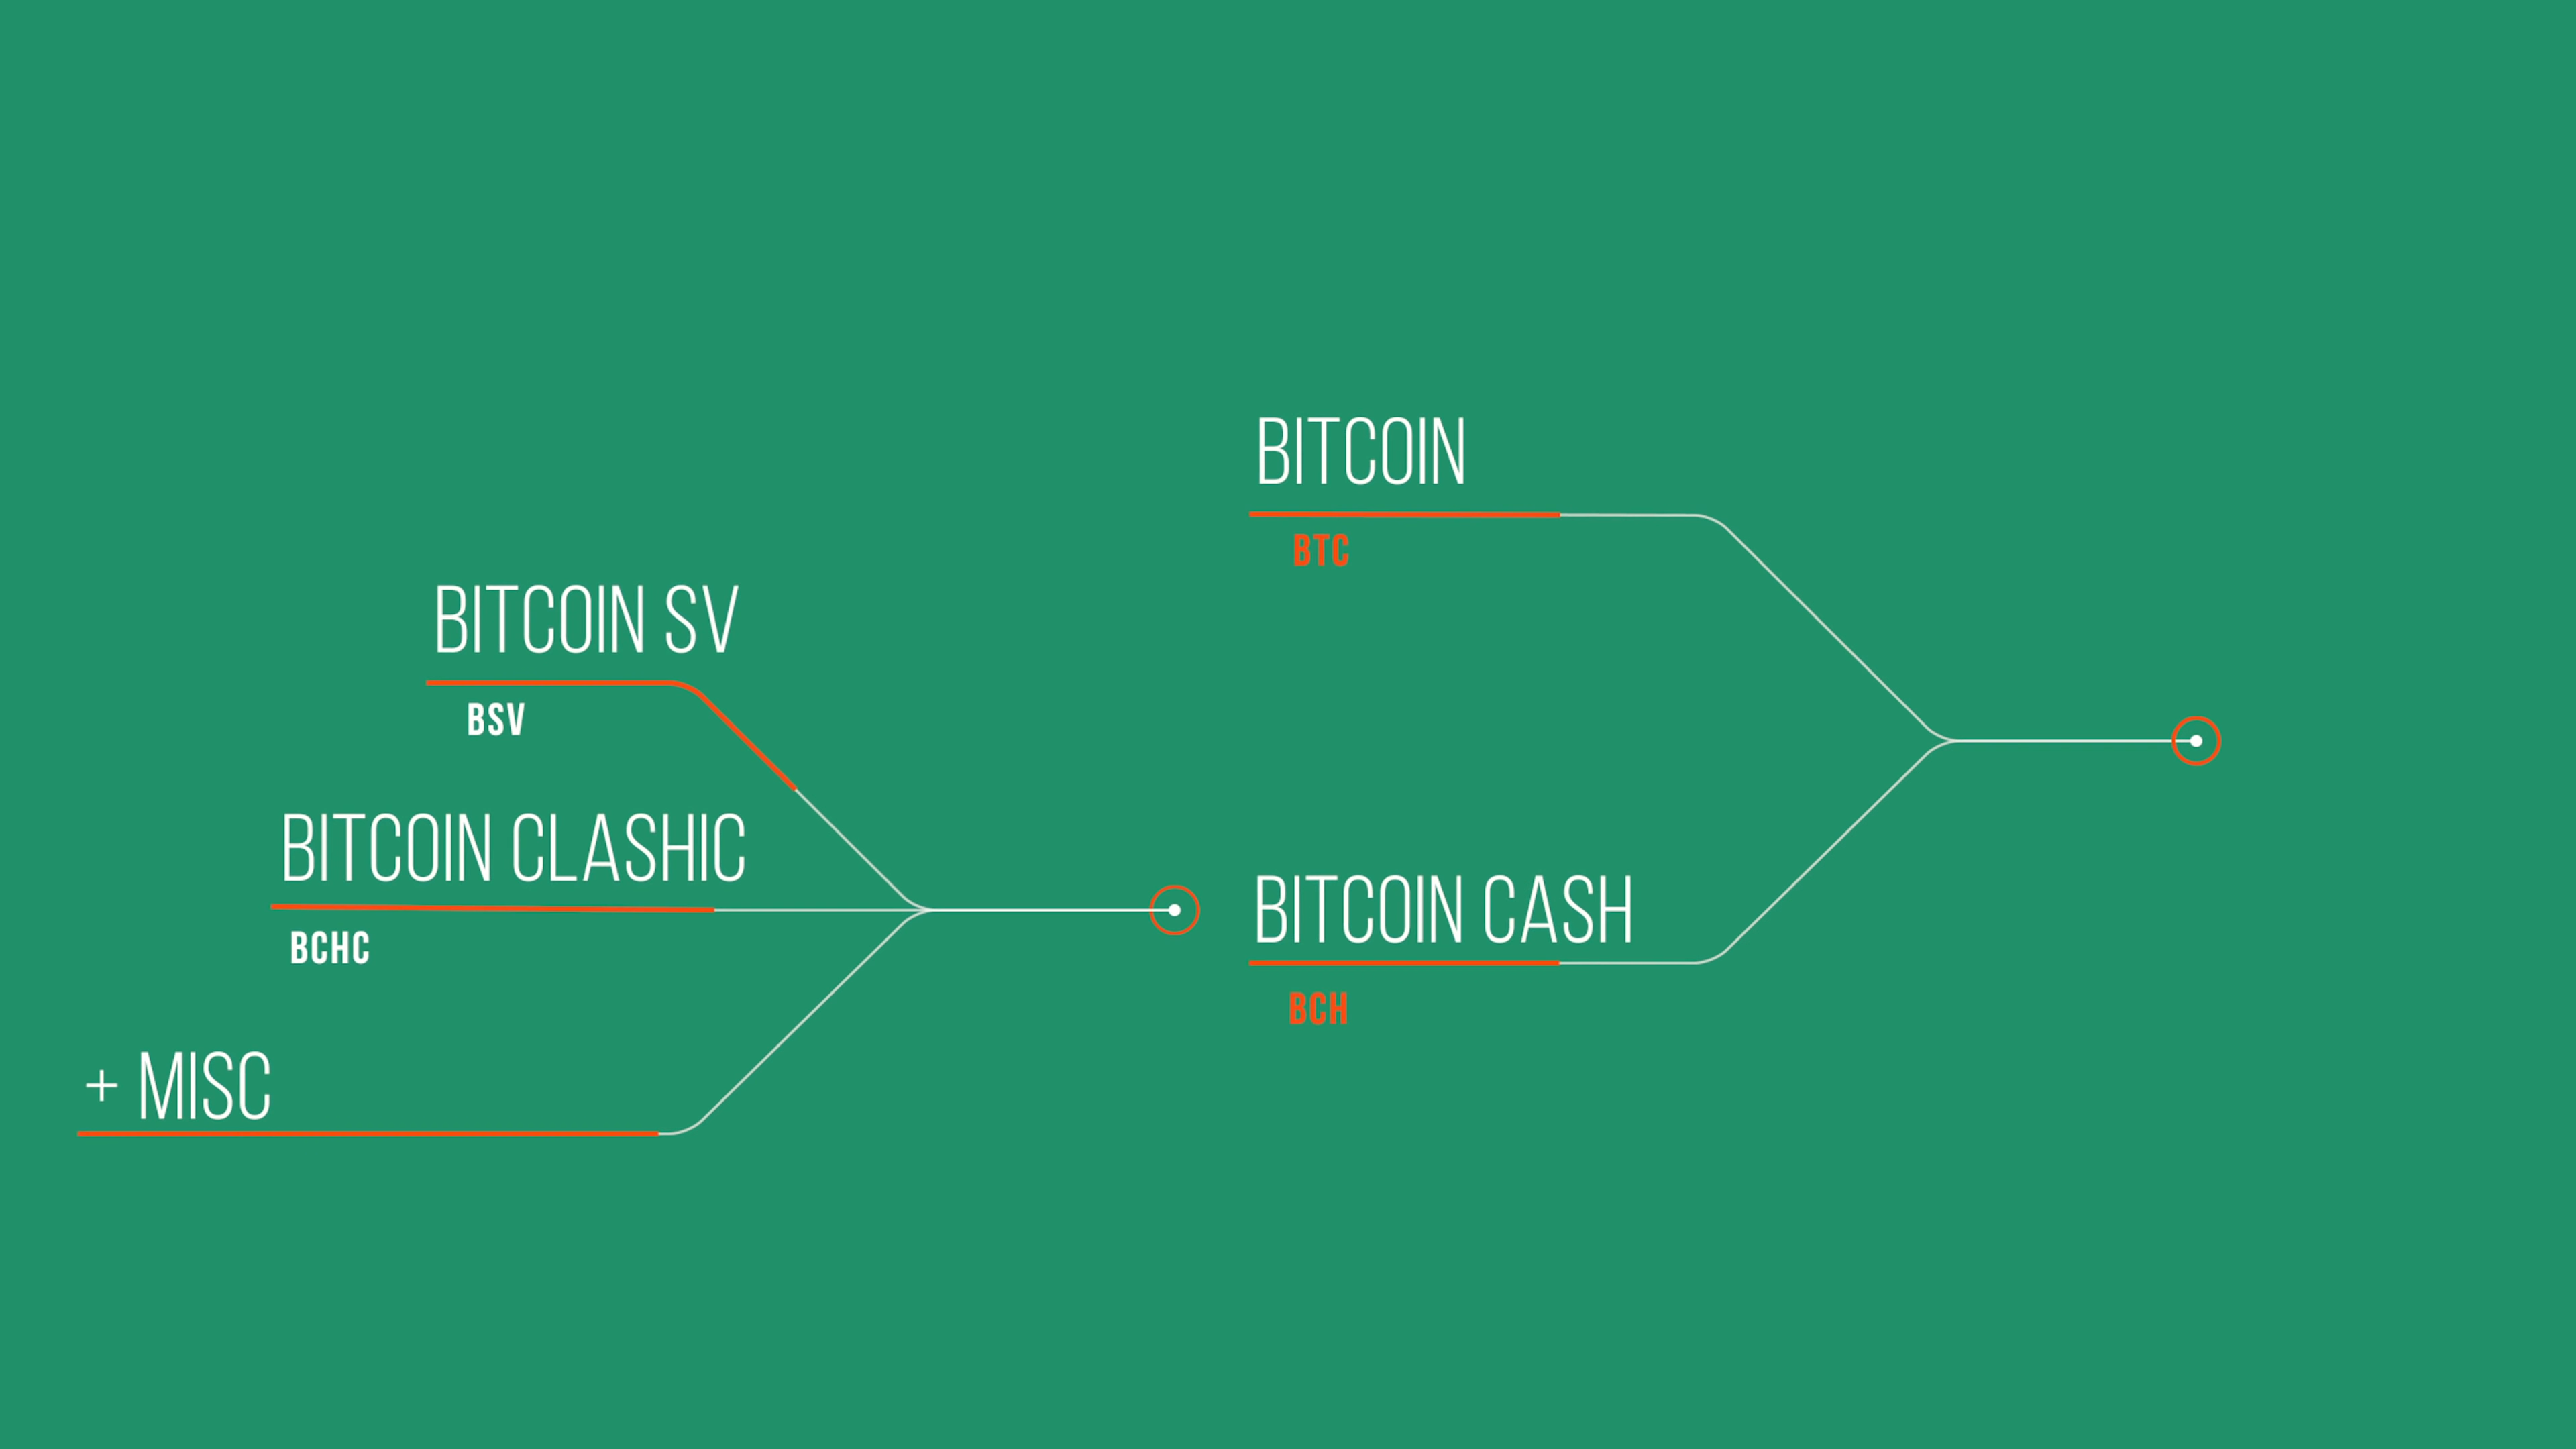 BITCOIN
BTC
BITCOIN SV
BSV
BITCOIN CLASHIC
BCHC
BITCOIN CASH
BCH
+ MISC